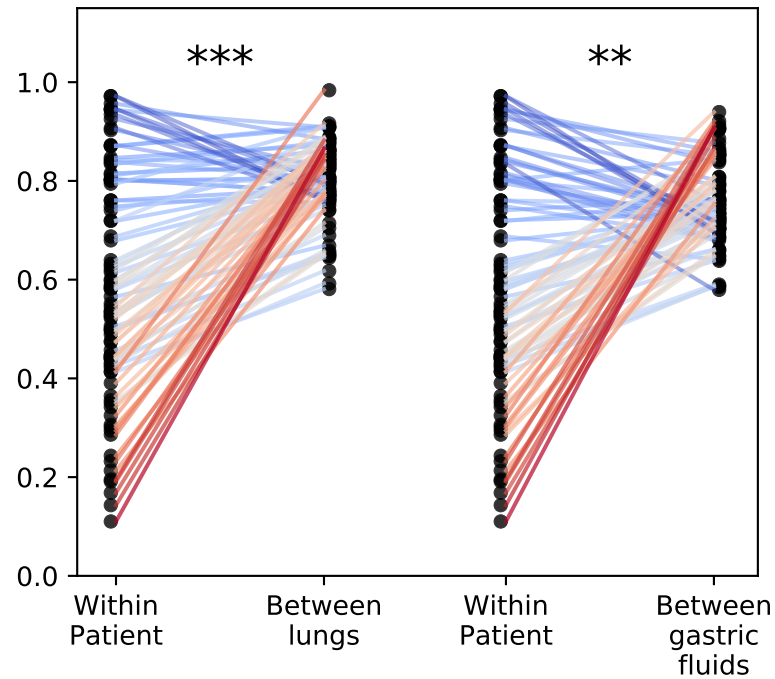 ***
**
1.0
0.8
0.6
0.4
0.2
0.0
Within
Patient
Between
lungs
Within
Patient
Between
gastric
fluids